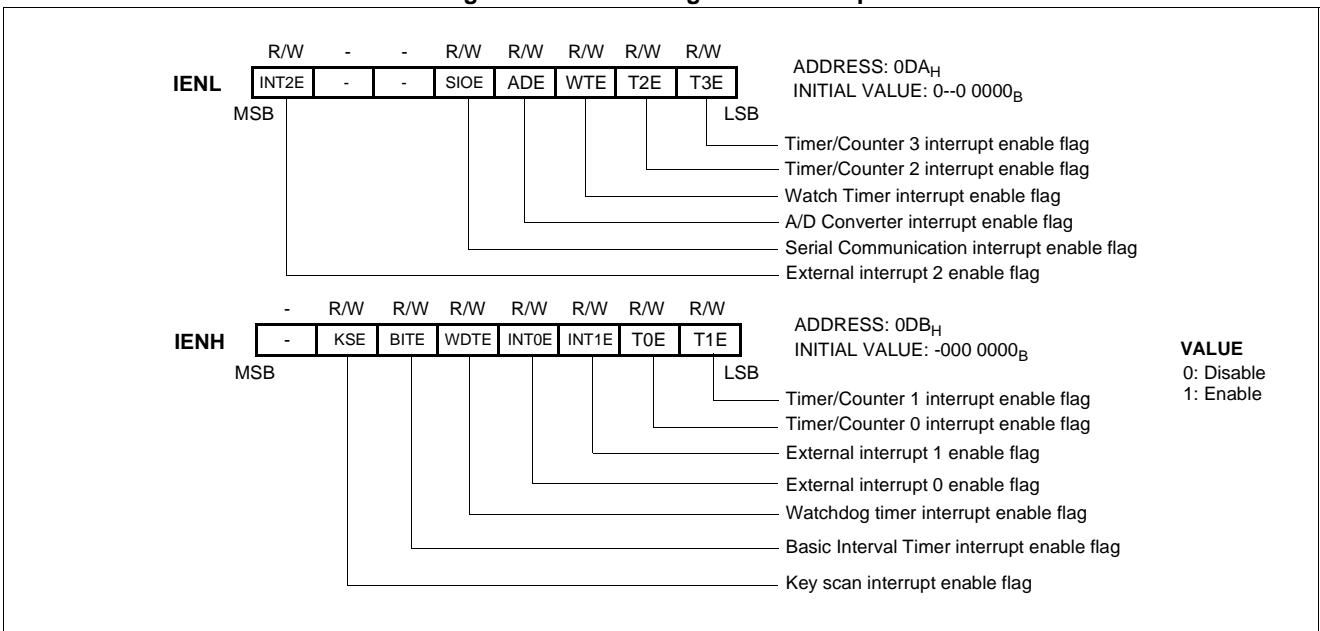 R/W - - R/W R/W R/W R/W R/W
IENL INT2E - - SIOE ADE WTE T2E T3E
ADDRESS: 0DAH
INITIAL VALUE: 0--0 0000B
MSB LSB
Timer/Counter 3 interrupt enable flag
Timer/Counter 2 interrupt enable flag
Watch Timer interrupt enable flag
A/D Converter interrupt enable flag
Serial Communication interrupt enable flag
External interrupt 2 enable flag
- R/W R/W R/W R/W R/W R/W R/W
IENH - KSE BITE WDTE INT0E INT1E T0E T1E
ADDRESS: 0DBH
INITIAL VALUE: -000 0000B
MSB LSB
VALUE
0: Disable
1: Enable
Timer/Counter 1 interrupt enable flag
Timer/Counter 0 interrupt enable flag
External interrupt 1 enable flag
External interrupt 0 enable flag
Watchdog timer interrupt enable flag
Basic Interval Timer interrupt enable flag
Key scan interrupt enable flag